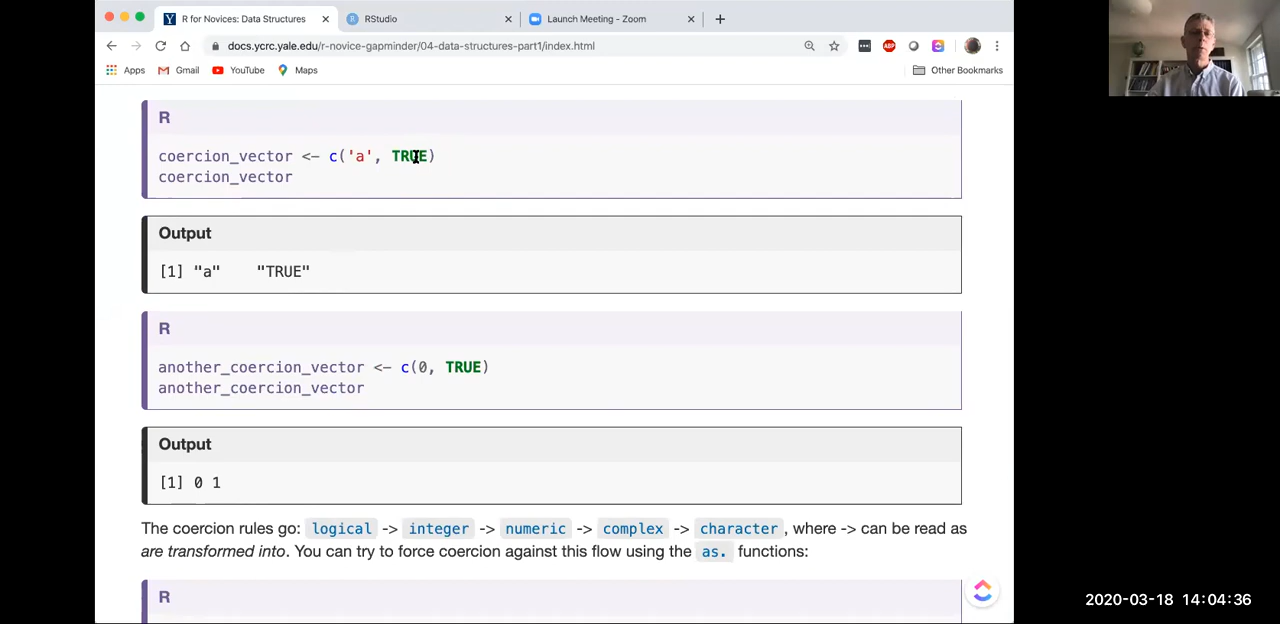 R for Novices: Data Structures
RStudio
Launch Meeting - Zoom
docs.ycrc.yale.edu/r-novice-gapminder/04-data-structures-part1/index.html
ABP
Apps
Gmail
YouTube
Maps
Other Bookmarks
R
coercion_vector <- c('a', TRUE)
coercion_vector
Output
[1] "a"    "TRUE"
R
another_coercion_vector <- c(0, TRUE)
another_coercion_vector
Output
[1] 0 1
The coercion rules go: logical -> integer -> numeric -> complex -> character, where -> can be read as
are transformed into. You can try to force coercion against this flow using the as. functions:
R
2020-03-18 14:04:36